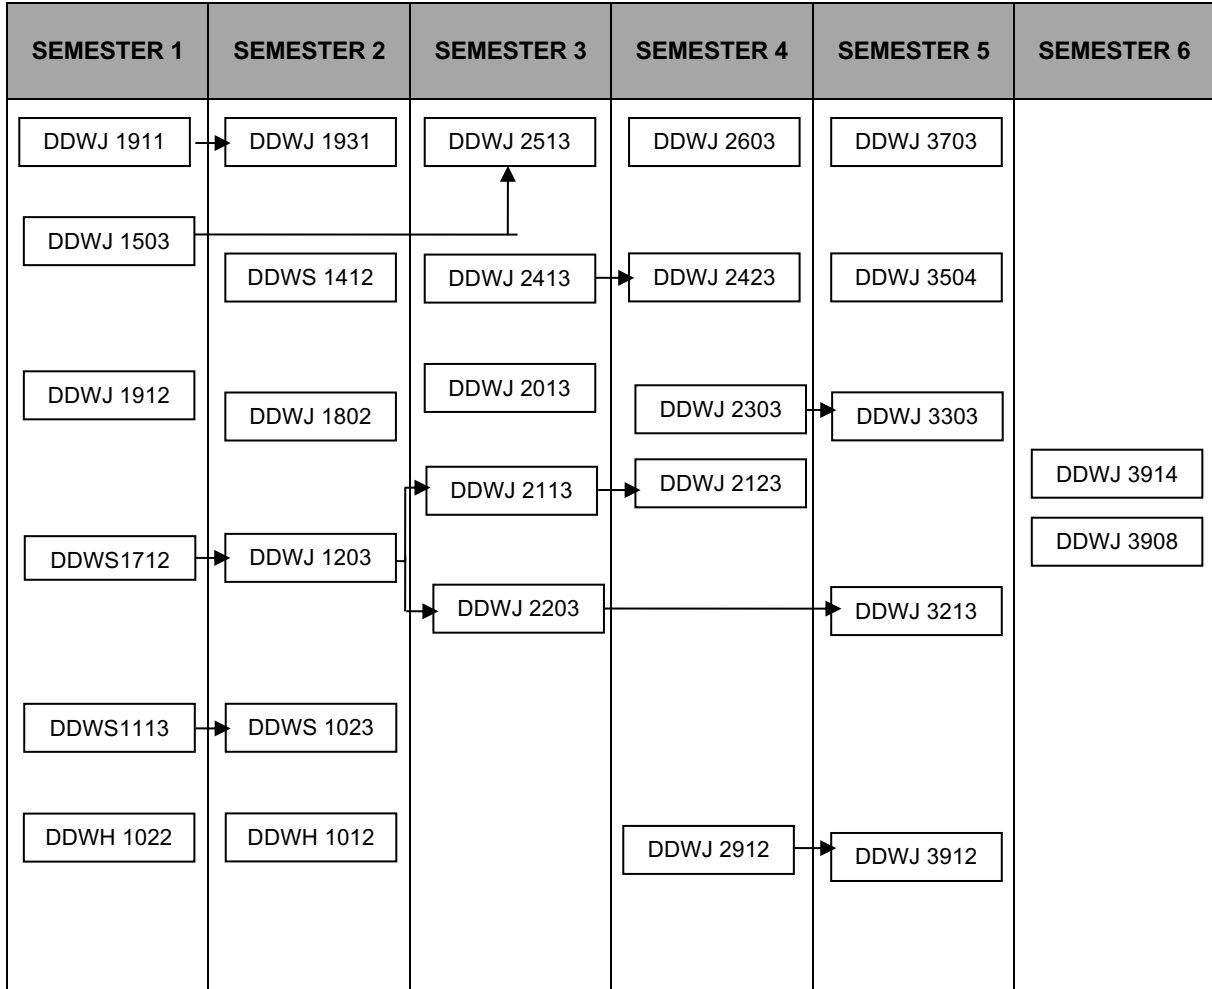 SEMESTER 1
SEMESTER 2
SEMESTER 3
SEMESTER 4
SEMESTER 5
SEMESTER 6
DDWJ 1911
DDWJ 1931
DDWJ 2513
DDWJ 2603
DDWJ 3703
DDWJ 1503
DDWS 1412
DDWJ 2413
DDWJ 2423
DDWJ 3504
DDWJ 1912
DDWJ 1802
DDWJ 2013
DDWJ 2303
DDWJ 3303
DDWJ 2113
DDWJ 2123
DDWJ 3914
DDWS1712
DDWJ 1203
DDWJ 3908
DDWJ 2203
DDWJ 3213
DDWS1113
DDWS 1023
DDWH 1022
DDWH 1012
DDWJ 2912
DDWJ 3912